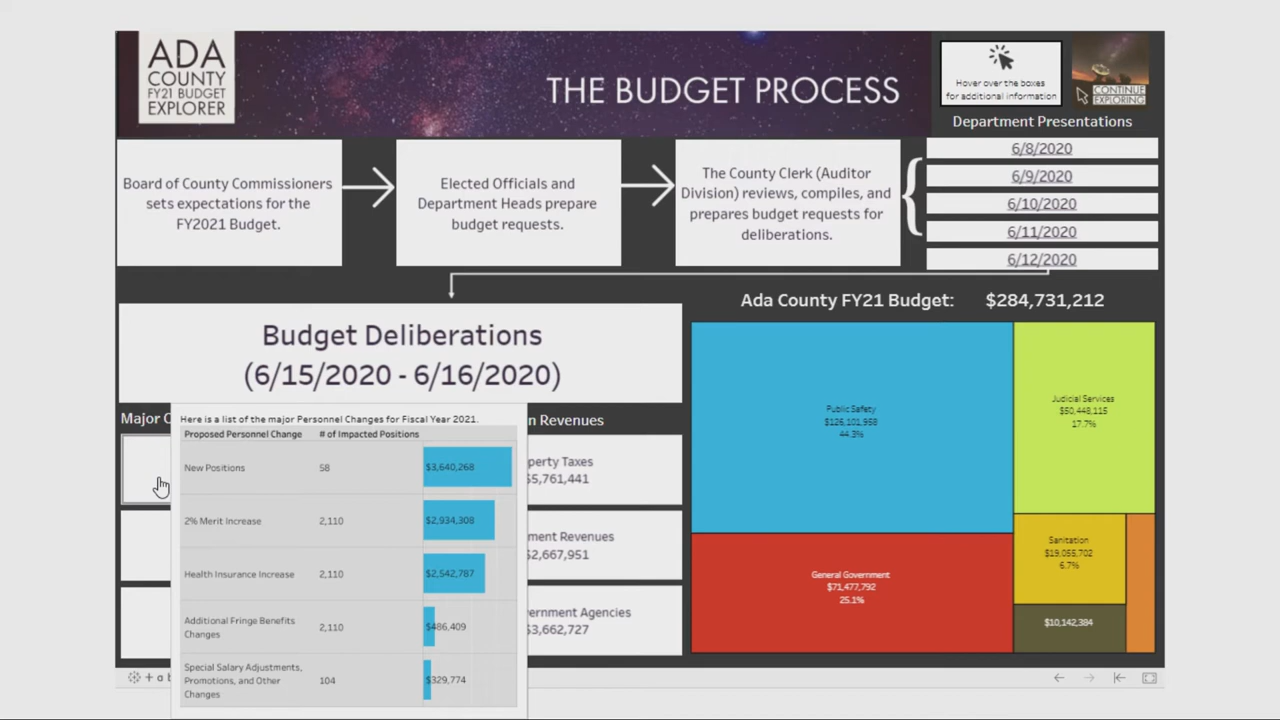 ADA
COUNTY
FY21 BUDGET
EXPLORER
THE BUDGET PROCESS
Hover over the boxes
for additional information
CONTINUE
EXPLORING
Department Presentations
Board of County Commissioners
sets expectations for the
FY2021 Budget.
Elected Officials and
Department Heads prepare
budget requests.
The County Clerk (Auditor
Division) reviews, compiles, and
prepares budget requests for
deliberations.
6/8/2020
6/9/2020
6/10/2020
6/11/2020
6/12/2020
Budget Deliberations
(6/15/2020 - 6/16/2020)
Ada County FY21 Budget: $284,731,212
Major C
n Revenues
perty Taxes
$5,761,441
ment Revenues
$2,667,951
ernment Agencies
$3,662,727
Here is a list of the major Personnel Changes for Fiscal Year 2021.
Proposed Personnel Change # of Impacted Positions
New Positions 58 $3,640,268
2% Merit Increase 2,110 $2,934,308
Health Insurance Increase 2,110 $2,542,787
Additional Fringe Benefits
Changes 2,110 $486,409
Special Salary Adjustments,
Promotions, and Other
Changes 104 $329,774
Public Safety
$126,101,958
44.3%
Judicial Services
$50,448,115
17.7%
General Government
$71,477,792
25.1%
Sanitation
$19,055,702
6.7%
$10,142,384
+ a b